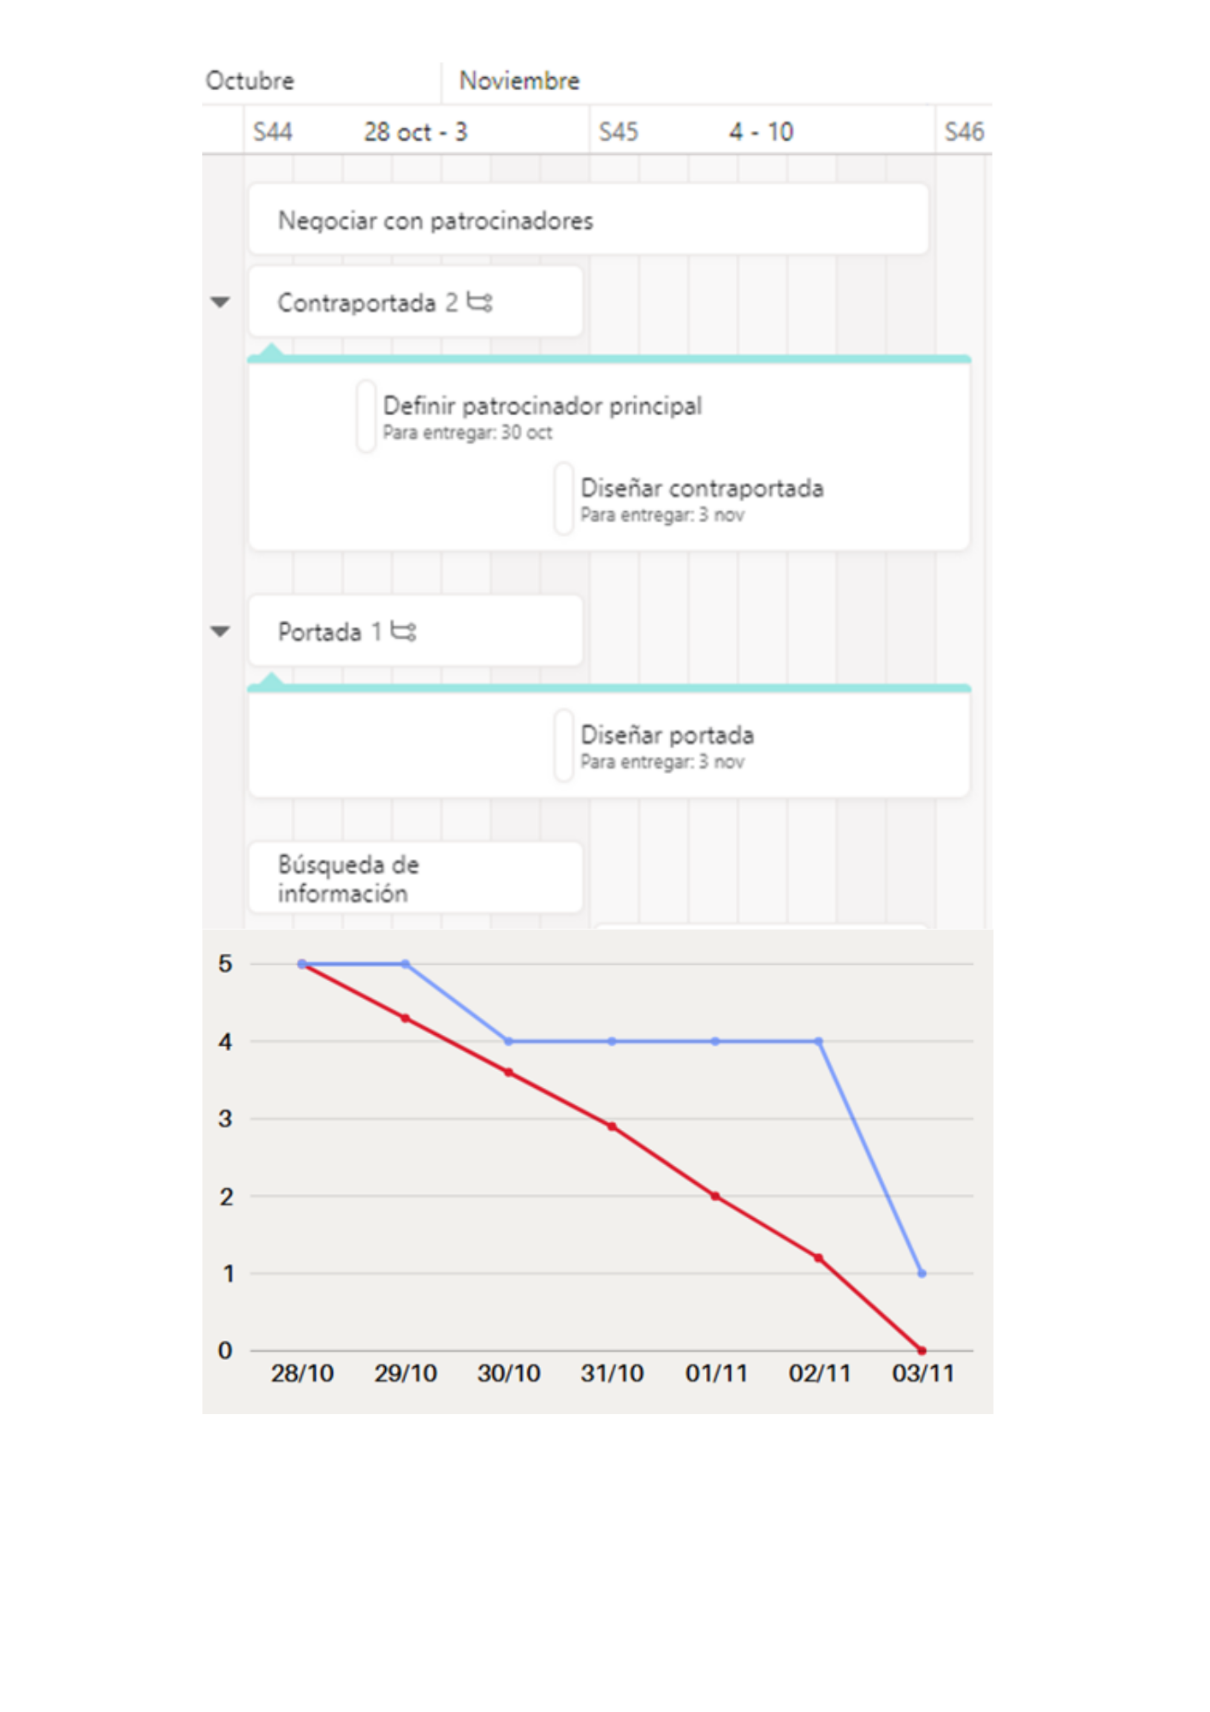 Octubre Noviembre
S44 28 oct - 3 S45 4 - 10 S46
Negociar con patrocinadores
Contraportada 2
Definir patrocinador principal
Para entregar: 30 oct
Diseñar contraportada
Para entregar: 3 nov
Portada 1
Diseñar portada
Para entregar: 3 nov
Búsqueda de
información
5
4
3
2
1
0
28/10 29/10 30/10 31/10 01/11 02/11 03/11